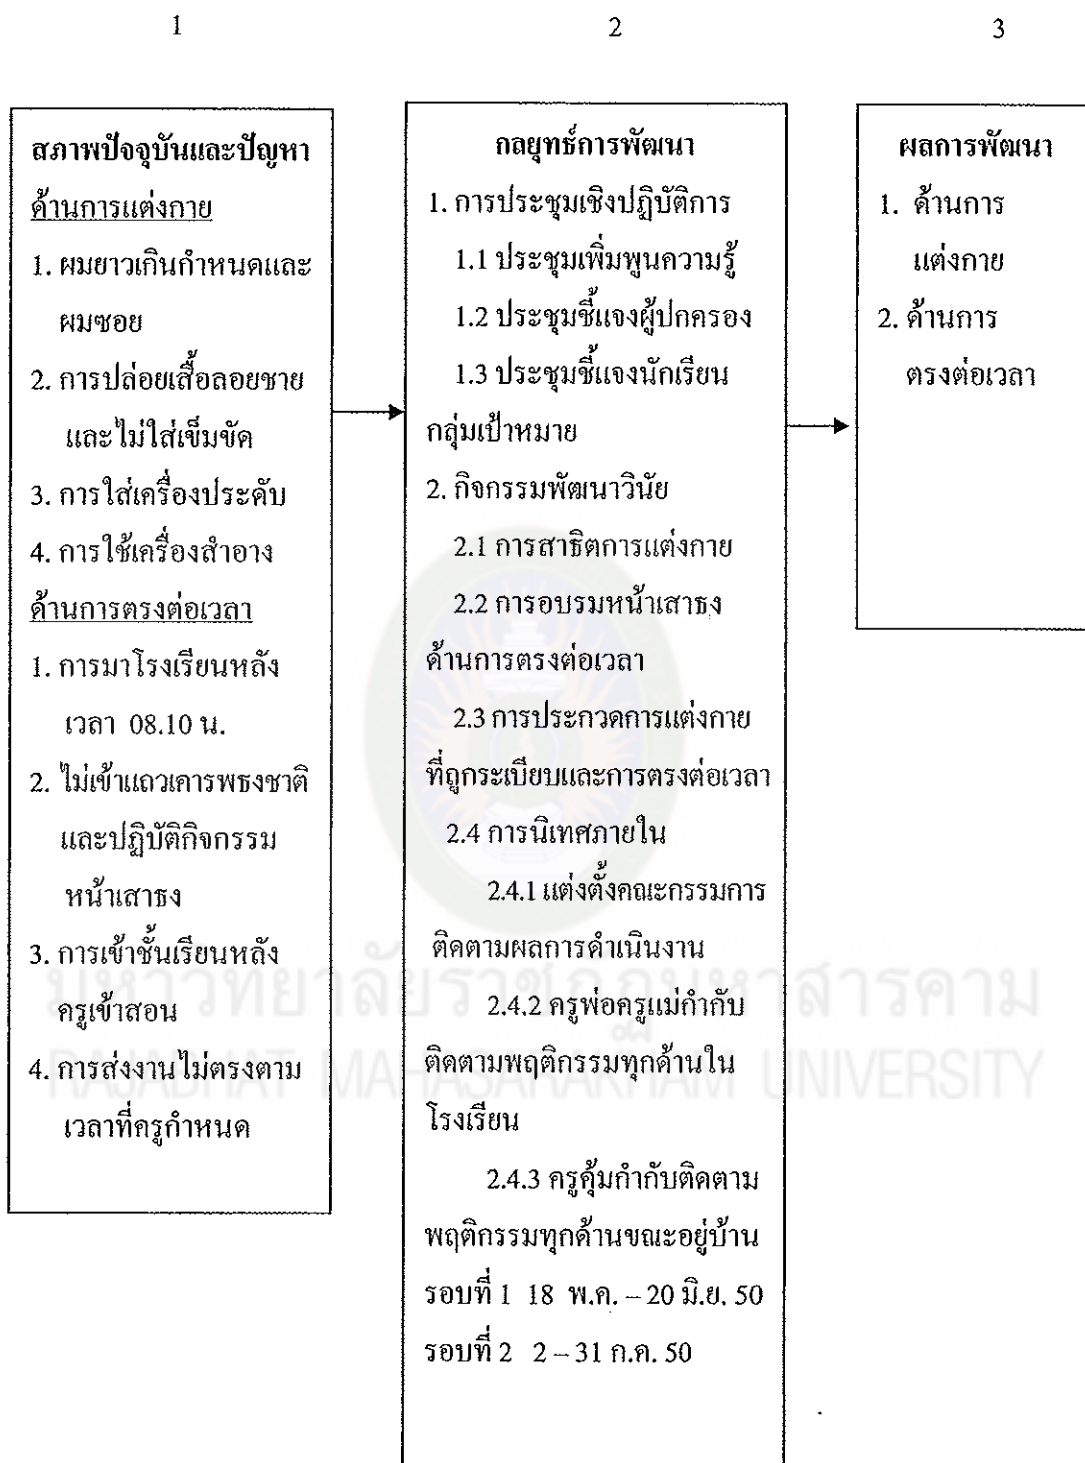 1
2
3
สภาพปัจจุบันและปัญหา
ด้านการแต่งกาย
1. ผมยาวเกินกำหนดและ
ผมซอย
2. การปล่อยเสื้อลอยชาย
และไม่ใส่เข็มขัด
3. การใส่เครื่องประดับ
4. การใช้เครื่องสำอาง
ด้านการตรงต่อเวลา
1. การมาโรงเรียนหลัง
เวลา 08.10 น.
2. ไม่เข้าแถวเคารพธงชาติ
และปฏิบัติกิจกรรม
หน้าเสาธง
3. การเข้าชั้นเรียนหลัง
ครูเข้าสอน
4. การส่งงานไม่ตรงตาม
เวลาที่ครูกำหนด
กลยุทธ์การพัฒนา
1. การประชุมเชิงปฏิบัติการ
1.1 ประชุมเพิ่มพูนความรู้
1.2 ประชุมชี้แจงผู้ปกครอง
1.3 ประชุมชี้แจงนักเรียน
กลุ่มเป้าหมาย
2. กิจกรรมพัฒนาวินัย
2.1 การสาธิตการแต่งกาย
2.2 การอบรมหน้าเสาธง
ด้านการตรงต่อเวลา
2.3 การประกวดการแต่งกาย
ที่ถูกระเบียบและการตรงต่อเวลา
2.4 การนิเทศภายใน
2.4.1 แต่งตั้งคณะกรรมการ
ติดตามผลการดำเนินงาน
2.4.2 ครูพ่อครูแม่กำกับ
ติดตามพฤติกรรมทุกด้านใน
โรงเรียน
2.4.3 ครูคุ้มกำกับติดตาม
พฤติกรรมทุกด้านขณะอยู่บ้าน
รอบที่ 1 18 พ.ค. – 20 มิ.ย. 50
รอบที่ 2 2 – 31 ก.ค. 50
ผลการพัฒนา
1. ด้านการ
แต่งกาย
2. ด้านการ
ตรงต่อเวลา
มหาวิทยาลัยราชภัฏมหาสารคาม
RAJABHAT MAHASARAKHAM UNIVERSITY